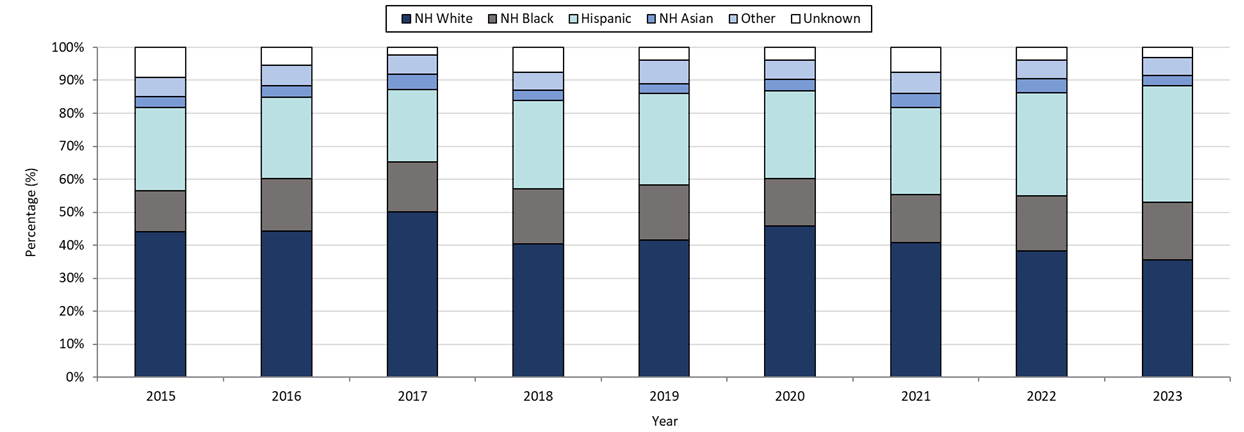 NH White NH Black Hispanic NH Asian Other Unknown
100%
90%
80%
70%
60%
50%
40%
30%
20%
10%
0%
Percentage (%)
2015 2016 2017 2018 2019 2020 2021 2022 2023
Year